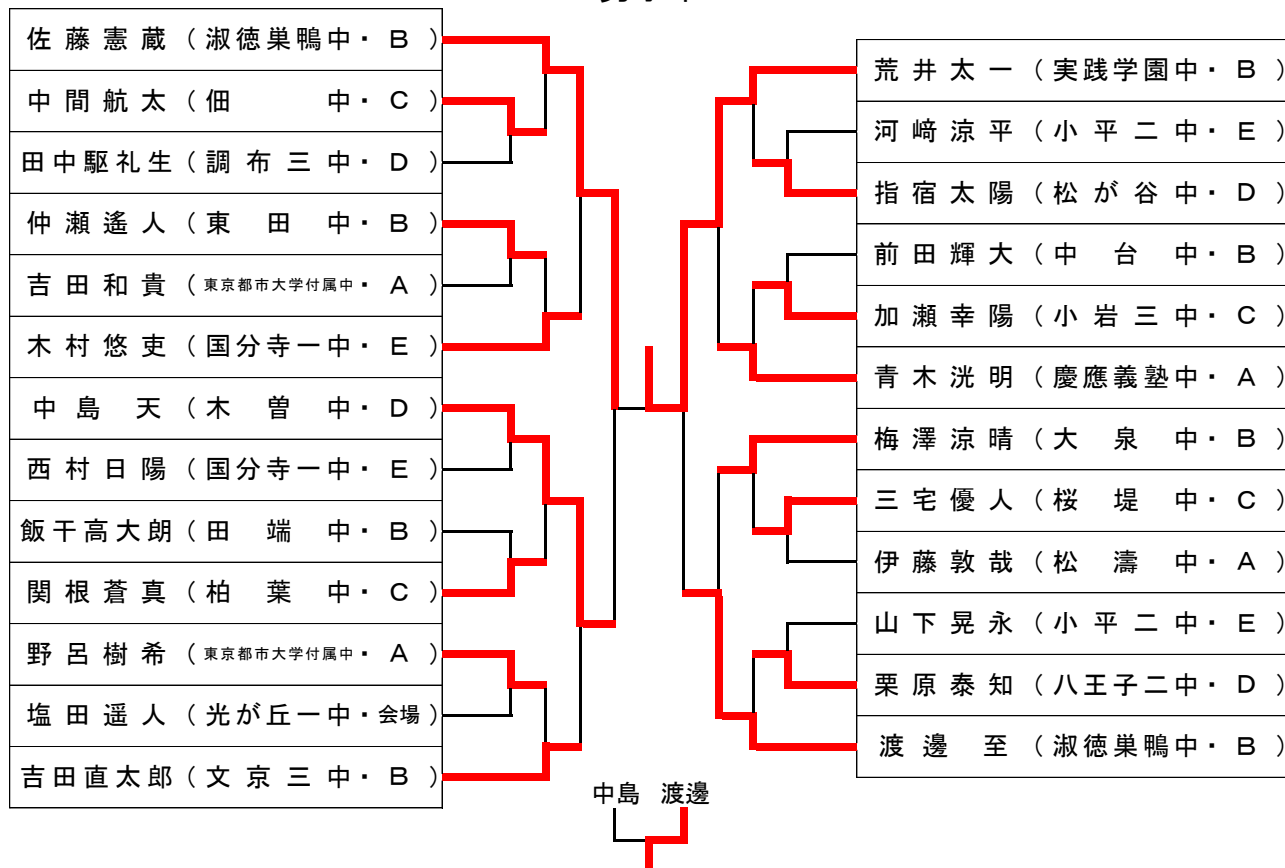 佐藤憲蔵（淑徳巣鴨中・B）
中間航太（佃中・C）
田中駆礼生（調布三中・D）
仲瀬遙人（東田中・B）
吉田和貴（東京都市大学付属中・A）
木村悠吏（国分寺一中・E）
中島天（木曽中・D）
西村日陽（国分寺一中・E）
飯干高大朗（田端中・B）
関根蒼真（柏葉中・C）
野呂樹希（東京都市大学付属中・A）
塩田遥人（光が丘一中・会場）
吉田直太郎（文京三中・B）
荒井太一（実践学園中・B）
河﨑涼平（小平二中・E）
指宿太陽（松が谷中・D）
前田輝大（中台中・B）
加瀬幸陽（小岩三中・C）
青木洸明（慶應義塾中・A）
梅澤涼晴（大泉中・B）
三宅優人（桜堤中・C）
伊藤敦哉（松濤中・A）
山下晃永（小平二中・E）
栗原泰知（八王子二中・D）
渡邊至（淑徳巣鴨中・B）
中島 渡邊